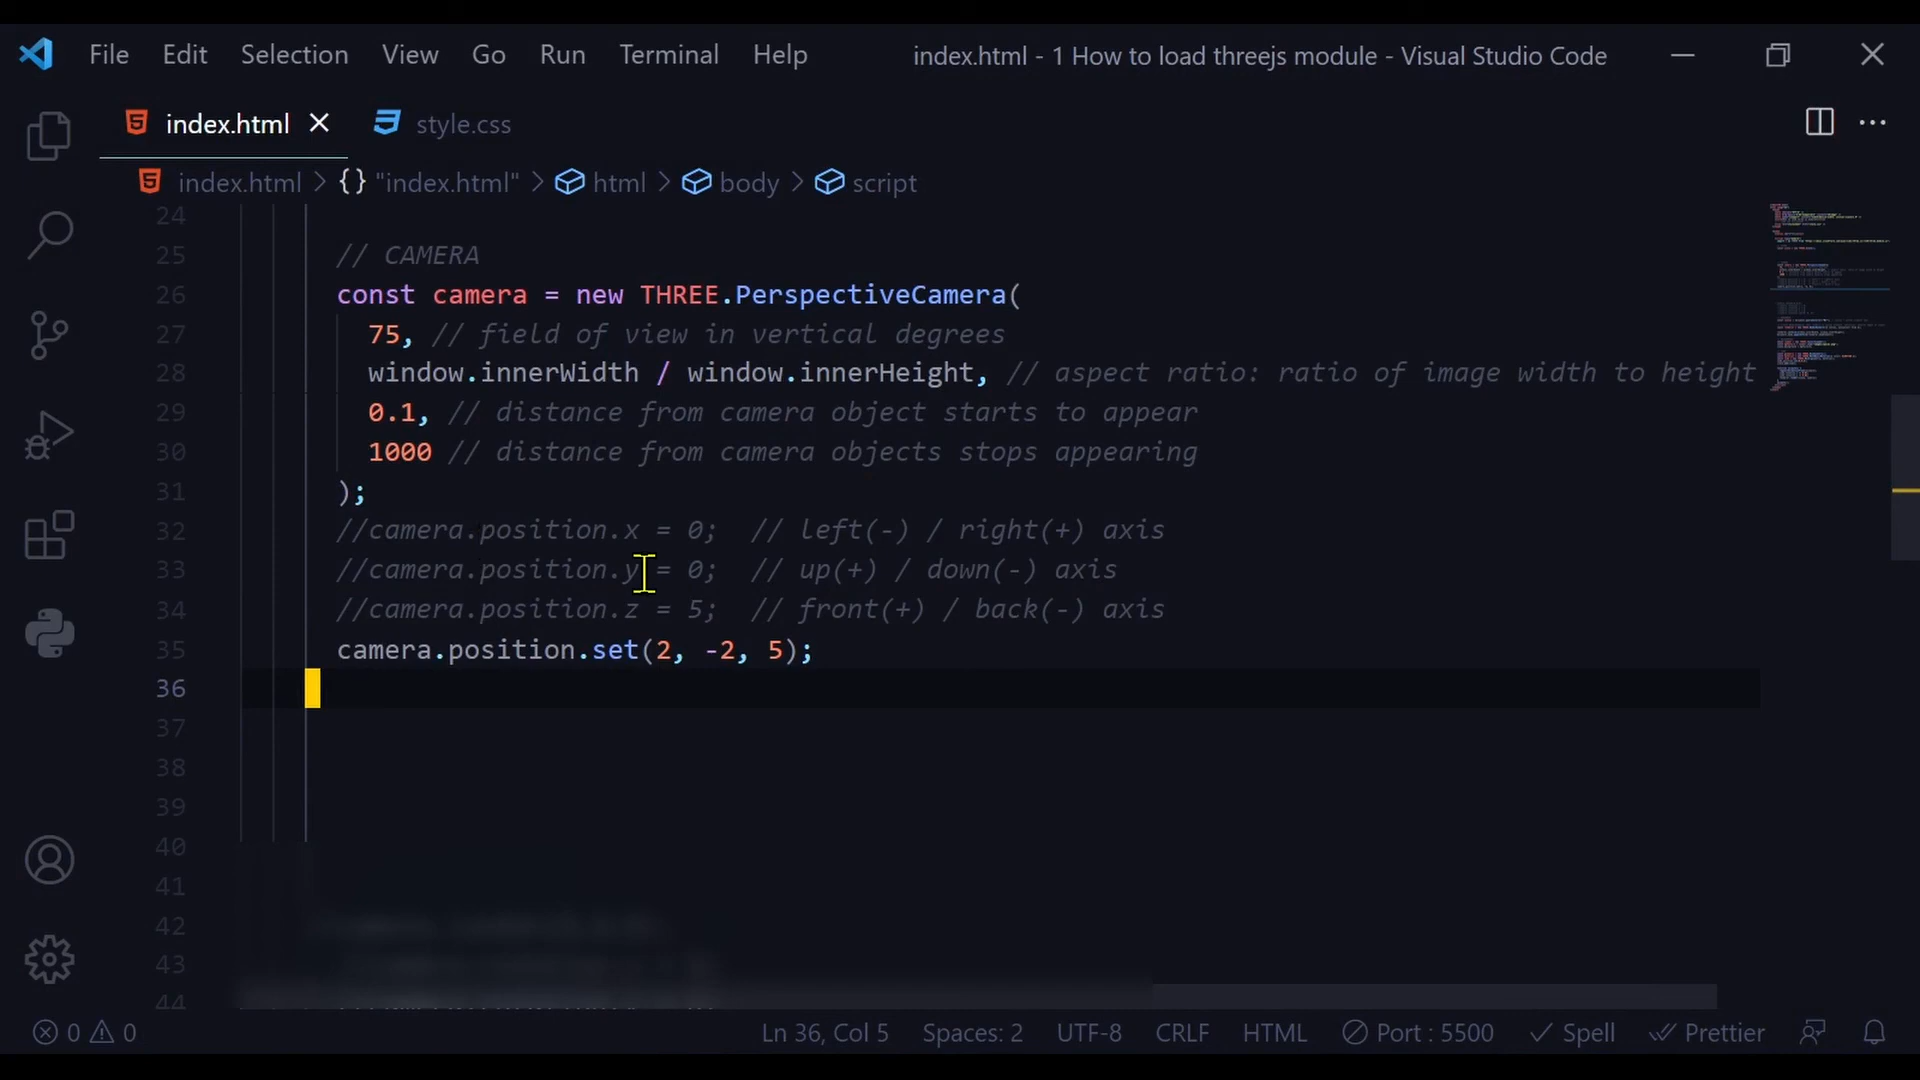 File Edit Selection View Go Run Terminal Help index.html - 1 How to load threejs module - Visual Studio Code
index.html style.css
index.html > {} "index.html" > html > body > script
24
25 // CAMERA
26 const camera = new THREE.PerspectiveCamera(
27 75, // field of view in vertical degrees
28 window.innerWidth / window.innerHeight, // aspect ratio: ratio of image width to height
29 0.1, // distance from camera object starts to appear
30 1000 // distance from camera objects stops appearing
31 );
32 //camera.position.x = 0; // left(-) / right(+) axis
33 //camera.position.y = 0; // up(+) / down(-) axis
34 //camera.position.z = 5; // front(+) / back(-) axis
35 camera.position.set(2, -2, 5);
36
37
38
39
40
41
42
43
44
0 0 Ln 36, Col 5 Spaces: 2 UTF-8 CRLF HTML Port : 5500 Spell Prettier